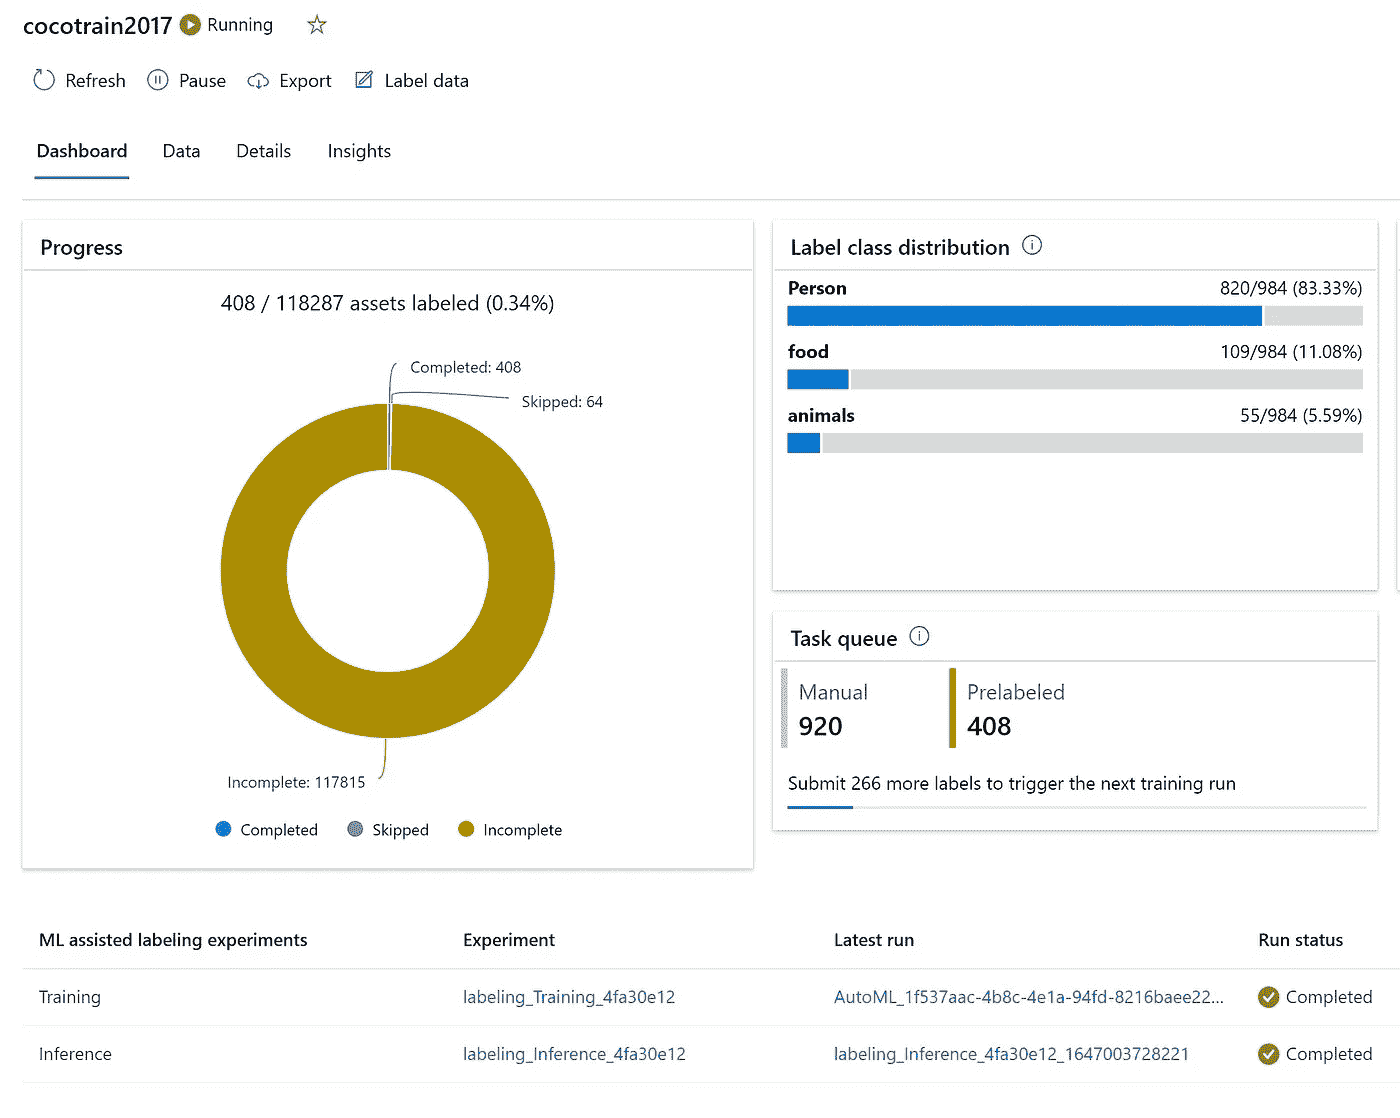 cocotrain2017 Running
Refresh Pause Export Label data
Dashboard Data Details Insights
Progress
408 / 118287 assets labeled (0.34%)
Completed: 408
Skipped: 64
Incomplete: 117815
Completed Skipped Incomplete
Label class distribution
Person 820/984 (83.33%)
food 109/984 (11.08%)
animals 55/984 (5.59%)
Task queue
Manual Prelabeled
920 408
Submit 266 more labels to trigger the next training run
ML assisted labeling experiments Experiment Latest run Run status
Training labeling_Training_4fa30e12 AutoML_1f537aac-4b8c-4e1a-94fd-8216baee22... Completed
Inference labeling_Inference_4fa30e12 labeling_Inference_4fa30e12_1647003728221 Completed